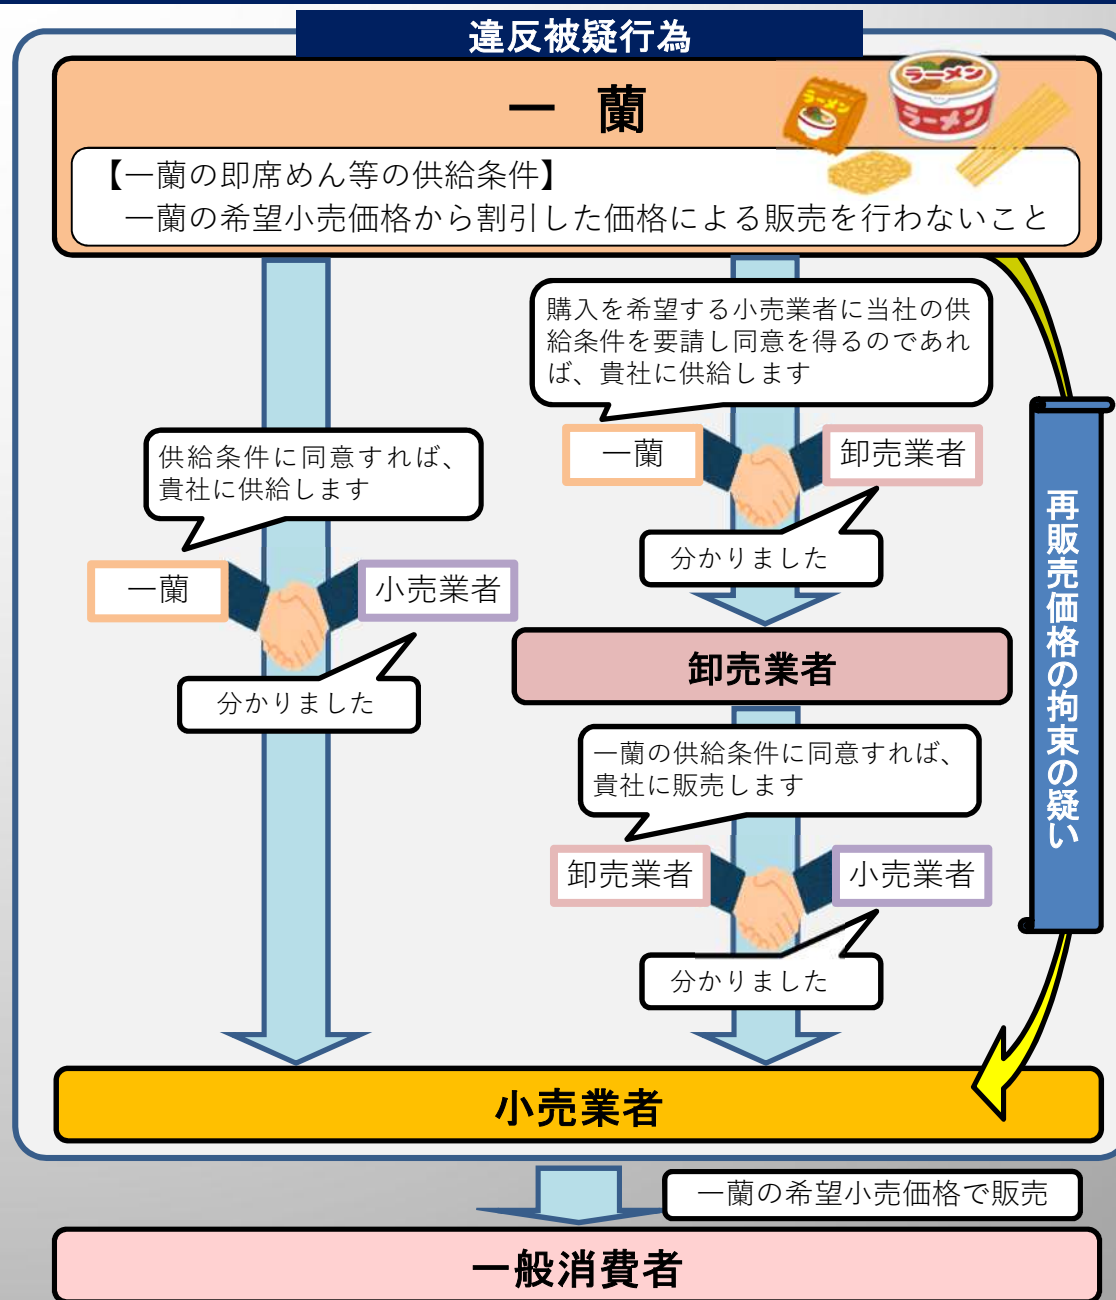 違反被疑行為
一 蘭
ラーメン
ラーメン
ラーメン
【一蘭の即席めん等の供給条件】
一蘭の希望小売価格から割引した価格による販売を行わないこと
購入を希望する小売業者に当社の供
給条件を要請し同意を得るのであれ
ば、貴社に供給します
一蘭
卸売業者
分かりました
供給条件に同意すれば、
貴社に供給します
一蘭
小売業者
分かりました
卸売業者
一蘭の供給条件に同意すれば、
貴社に販売します
卸売業者
小売業者
分かりました
再販売価格の拘束の疑い
小売業者
一蘭の希望小売価格で販売
一般消費者